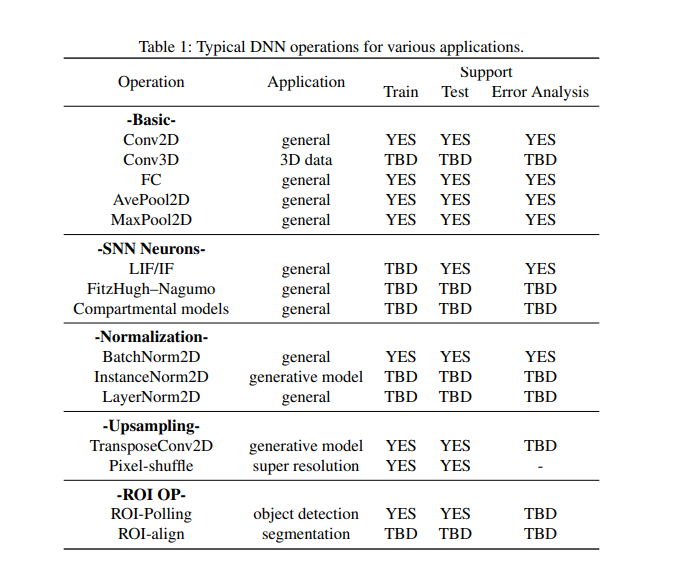 Table 1: Typical DNN operations for various applications.
Operation Application Support
Train Test Error Analysis
-Basic-
Conv2D general YES YES YES
Conv3D 3D data TBD TBD TBD
FC general YES YES YES
AvePool2D general YES YES YES
MaxPool2D general YES YES YES
-SNN Neurons-
LIF/IF general TBD YES YES
FitzHugh–Nagumo general TBD TBD TBD
Compartmental models general TBD TBD TBD
-Normalization-
BatchNorm2D general YES YES YES
InstanceNorm2D generative model TBD TBD TBD
LayerNorm2D general TBD TBD TBD
-Upsampling-
TransposeConv2D generative model YES YES TBD
Pixel-shuffle super resolution YES YES -
-ROI OP-
ROI-Polling object detection YES YES TBD
ROI-align segmentation TBD TBD TBD